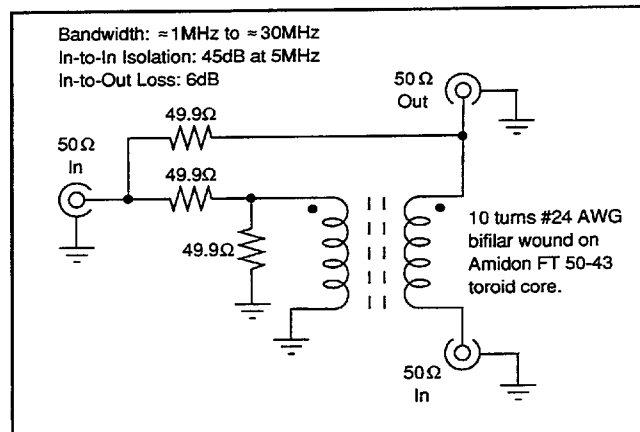 Bandwidth: ≈1MHz to ≈30MHz
In-to-In Isolation: 45dB at 5MHz
In-to-Out Loss: 6dB
50Ω
Out
49.9Ω
50Ω
In
49.9Ω
49.9Ω
10 turns #24 AWG
bifilar wound on
Amidon FT 50-43
toroid core.
50Ω
In